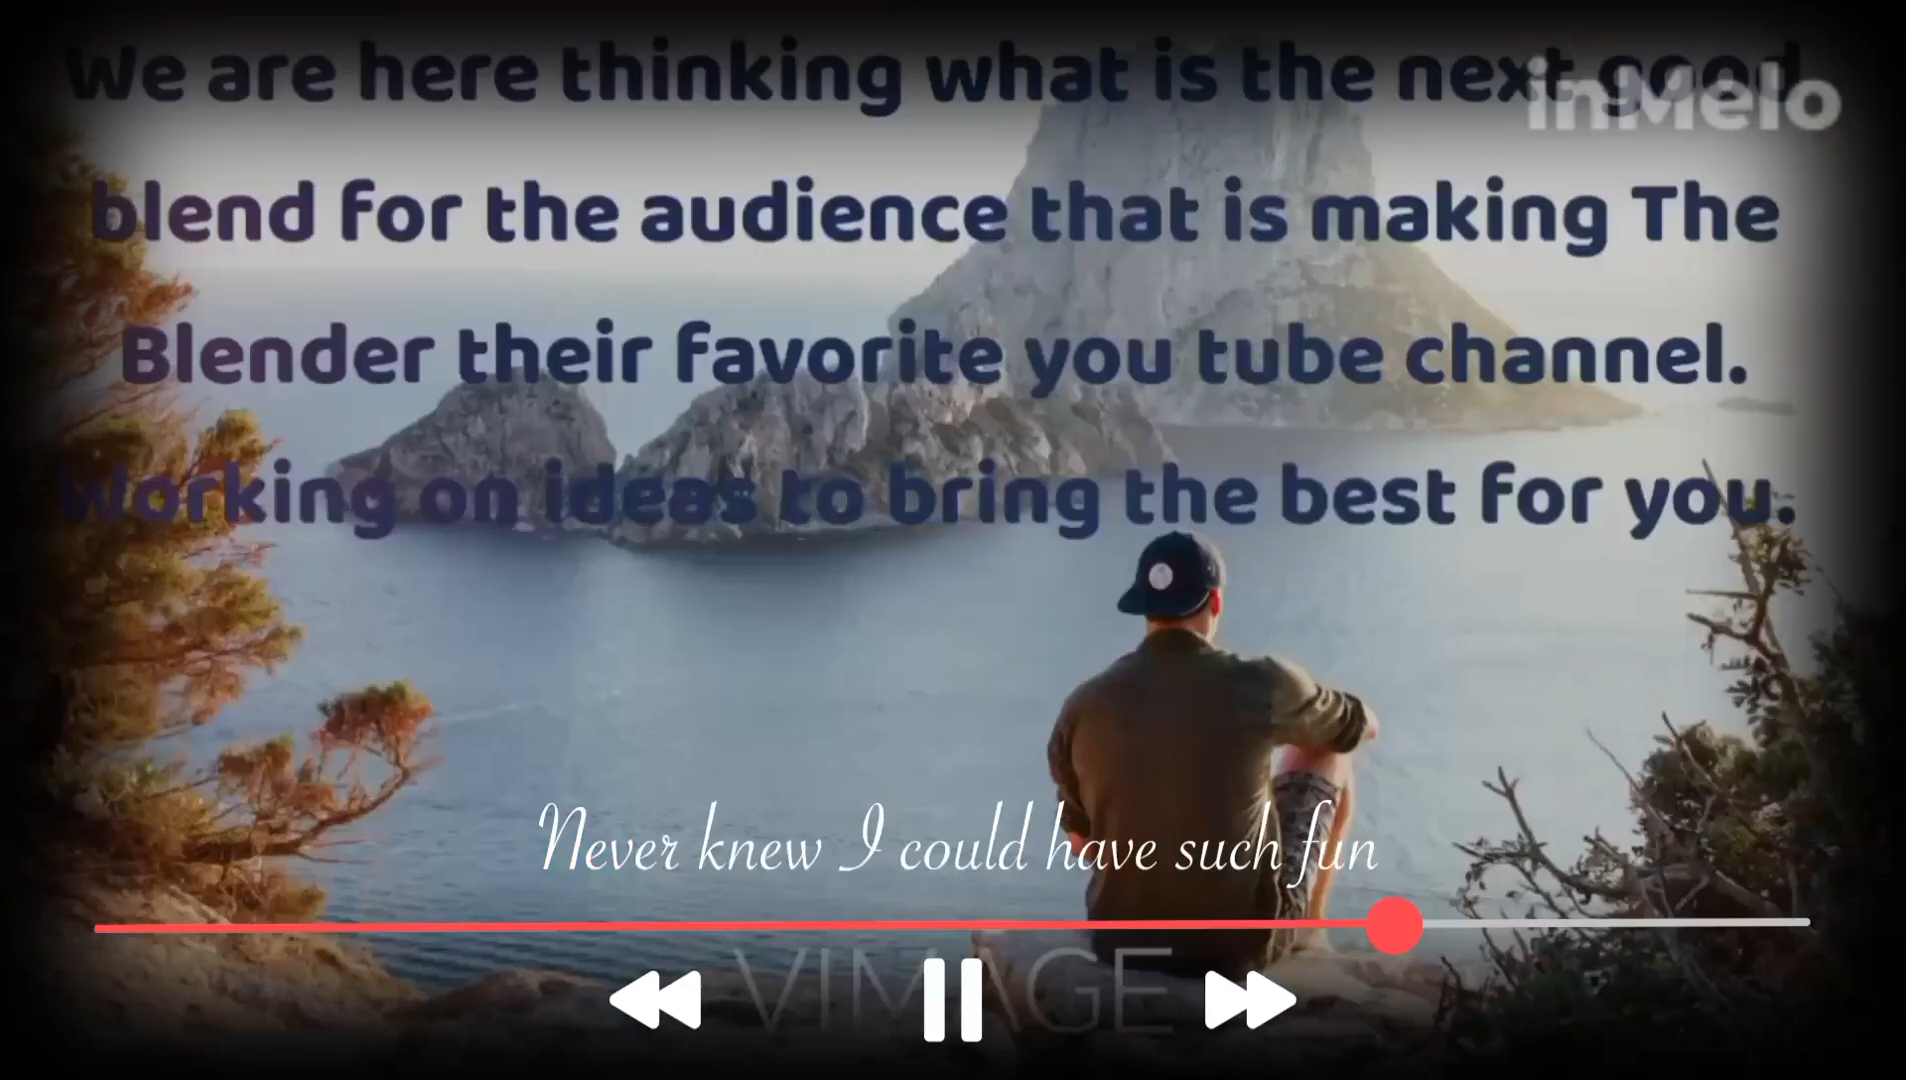 We are here thinking what is the next good
inMelo
blend for the audience that is making The
Blender their favorite you tube channel.
Working on ideas to bring the best for you.
Never knew I could have such fun
VIMAGE